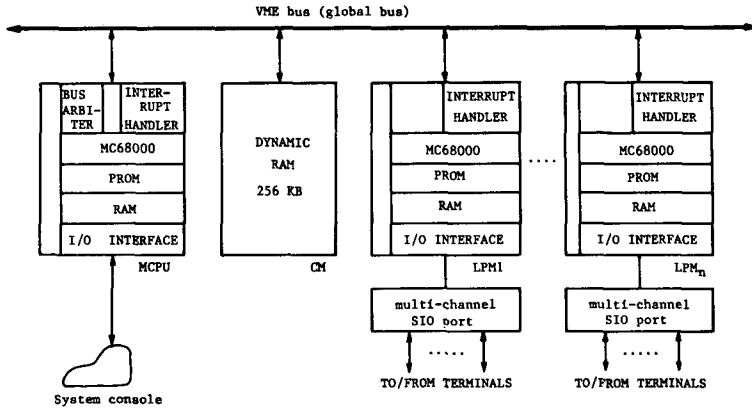 VME bus (global bus)
BUS
ARBI-
TER
INTER-
RUPT
HANDLER
MC68000
PROM
RAM
I/O INTERFACE
MCPU
System console
DYNAMIC
RAM
256 KB
CM
INTERRUPT
HANDLER
MC68000
PROM
RAM
I/O INTERFACE
LPM1
multi-channel
SIO port
.....
TO/FROM TERMINALS
....
INTERRUPT
HANDLER
MC68000
PROM
RAM
I/O INTERFACE
LPMn
multi-channel
SIO port
.....
TO/FROM TERMINALS